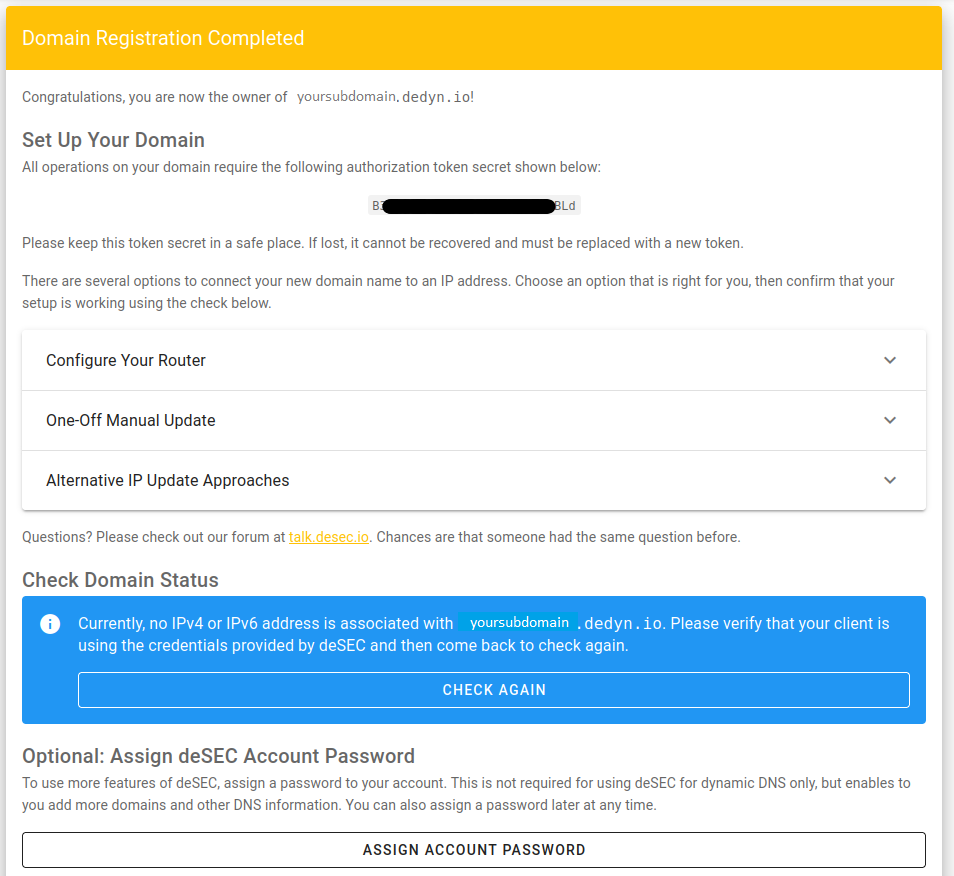 Domain Registration Completed
Congratulations, you are now the owner of yoursubdomain.dedyn.io!
Set Up Your Domain
All operations on your domain require the following authorization token secret shown below:
BLd
Please keep this token secret in a safe place. If lost, it cannot be recovered and must be replaced with a new token.
There are several options to connect your new domain name to an IP address. Choose an option that is right for you, then confirm that your
setup is working using the check below.
Configure Your Router
One-Off Manual Update
Alternative IP Update Approaches
Questions? Please check out our forum at talk.desec.io. Chances are that someone had the same question before.
Check Domain Status
Currently, no IPv4 or IPv6 address is associated with yoursubdomain .dedyn.io. Please verify that your client is
using the credentials provided by deSEC and then come back to check again.
CHECK AGAIN
Optional: Assign deSEC Account Password
To use more features of deSEC, assign a password to your account. This is not required for using deSEC for dynamic DNS only, but enables to
you add more domains and other DNS information. You can also assign a password later at any time.
ASSIGN ACCOUNT PASSWORD